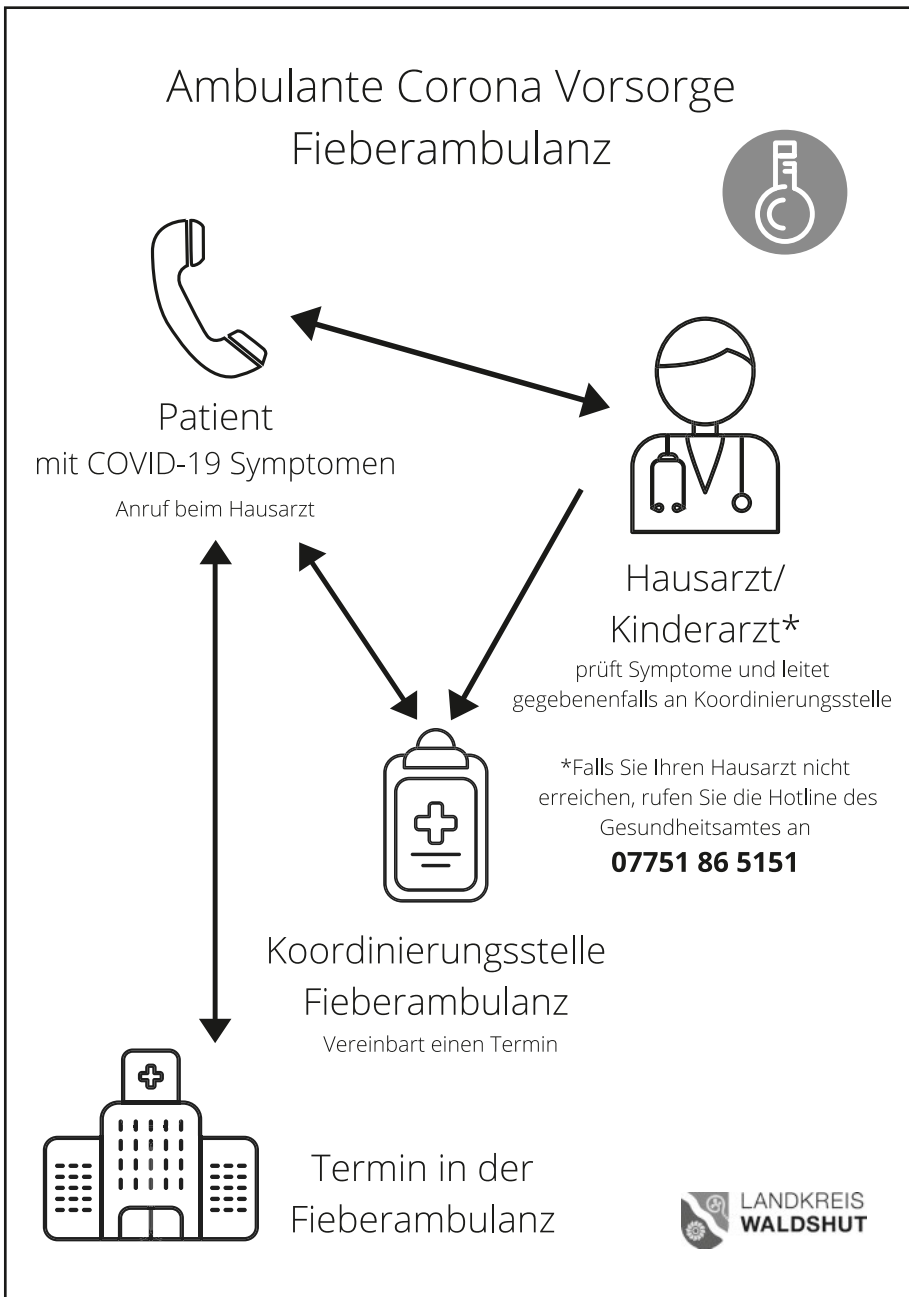 Ambulante Corona Vorsorge
Fieberambulanz
Patient
mit COVID-19 Symptomen
Anruf beim Hausarzt
Hausarzt/
Kinderarzt*
prüft Symptome und leitet
gegebenenfalls an Koordinierungsstelle
*Falls Sie Ihren Hausarzt nicht
erreichen, rufen Sie die Hotline des
Gesundheitsamtes an
07751 86 5151
Koordinierungsstelle
Fieberambulanz
Vereinbart einen Termin
Termin in der
Fieberambulanz
LANDKREIS
WALDSHUT